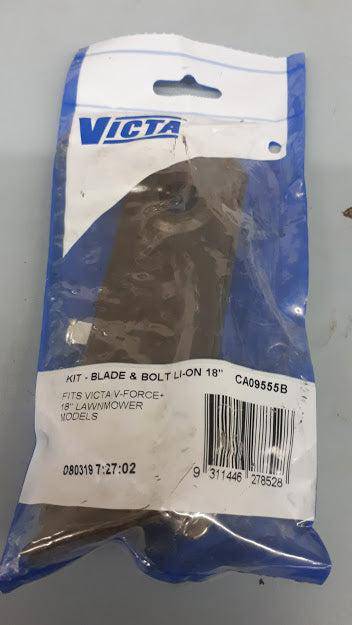 VICTA
KIT - BLADE & BOLT LI-ON 18" CA09555B
FITS VICTA V-FORCE+
18" LAWNMOWER
MODELS
080319 7:27:02
9 311446 278528